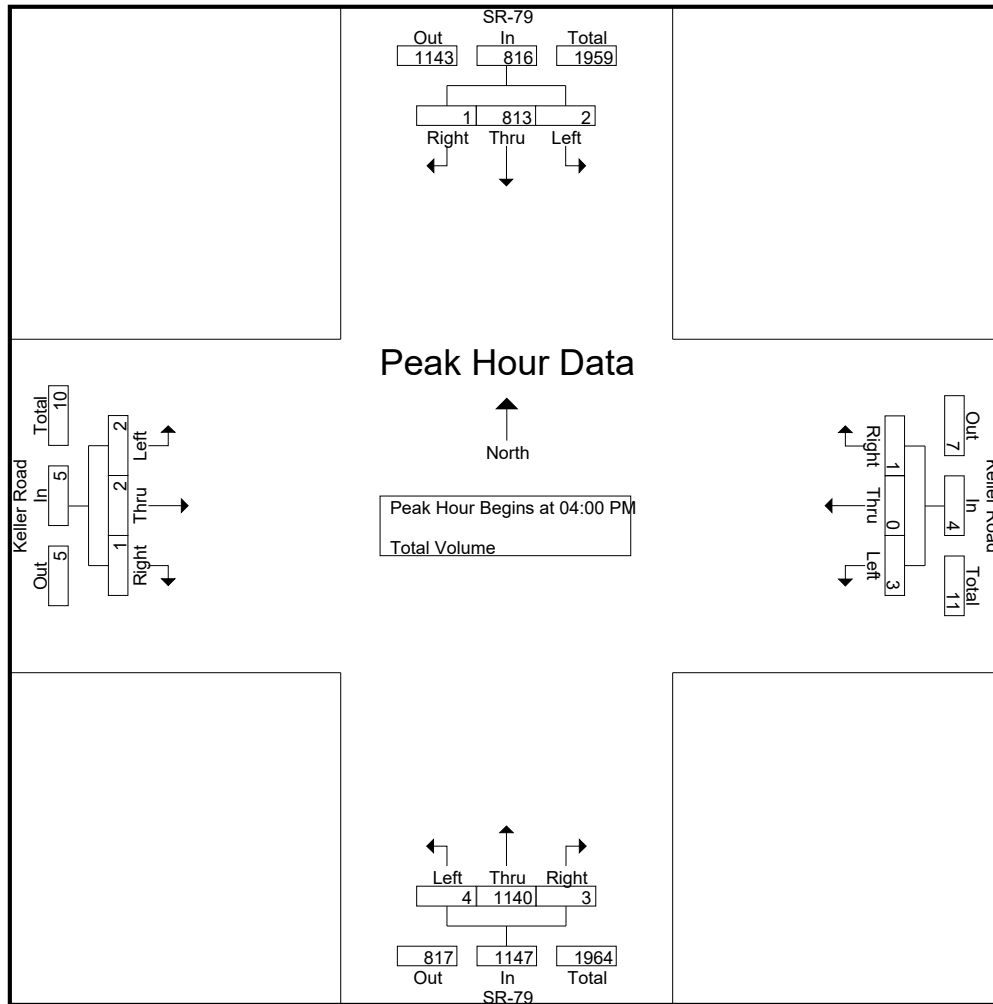 SR-79
Out In Total
1143 816 1959
1 813 2
Right Thru Left
Peak Hour Data
North
Peak Hour Begins at 04:00 PM
Total Volume
Keller Road
Total In Out
10 5 5
2 2 1
Left Thru Right
Right Thru Left
1 0 3
Out In Total
7 4 11
Keller Road
Left Thru Right
4 1140 3
817 1147 1964
Out In Total
SR-79